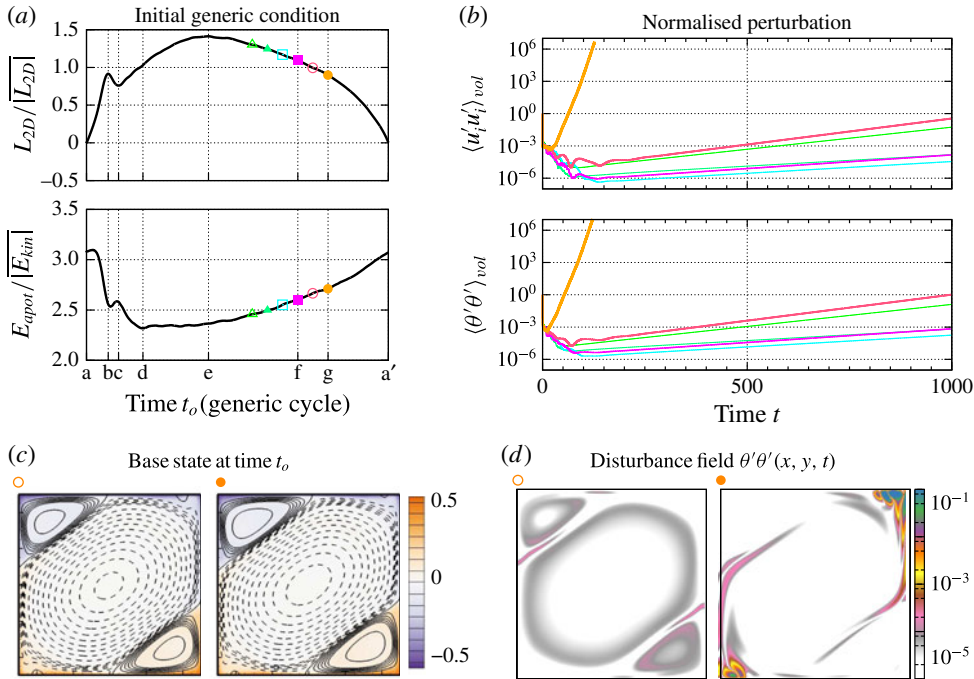 (a) Initial generic condition
L2D/|L2D|
1.5
1.0
0.5
0
−0.5
Eapot/|Ekin|
3.5
3.0
2.5
2.0
a b c d e f g a′
Time to (generic cycle)
(b) Normalised perturbation
⟨u′iu′i⟩vol
10^6
10^3
10^0
10^−3
10^−6
⟨θ′θ′⟩vol
10^6
10^3
10^0
10^−3
10^−6
0 500 1000
Time t
(c) Base state at time to
0.5
0
−0.5
(d) Disturbance field θ′θ′(x, y, t)
10^−1
10^−3
10^−5